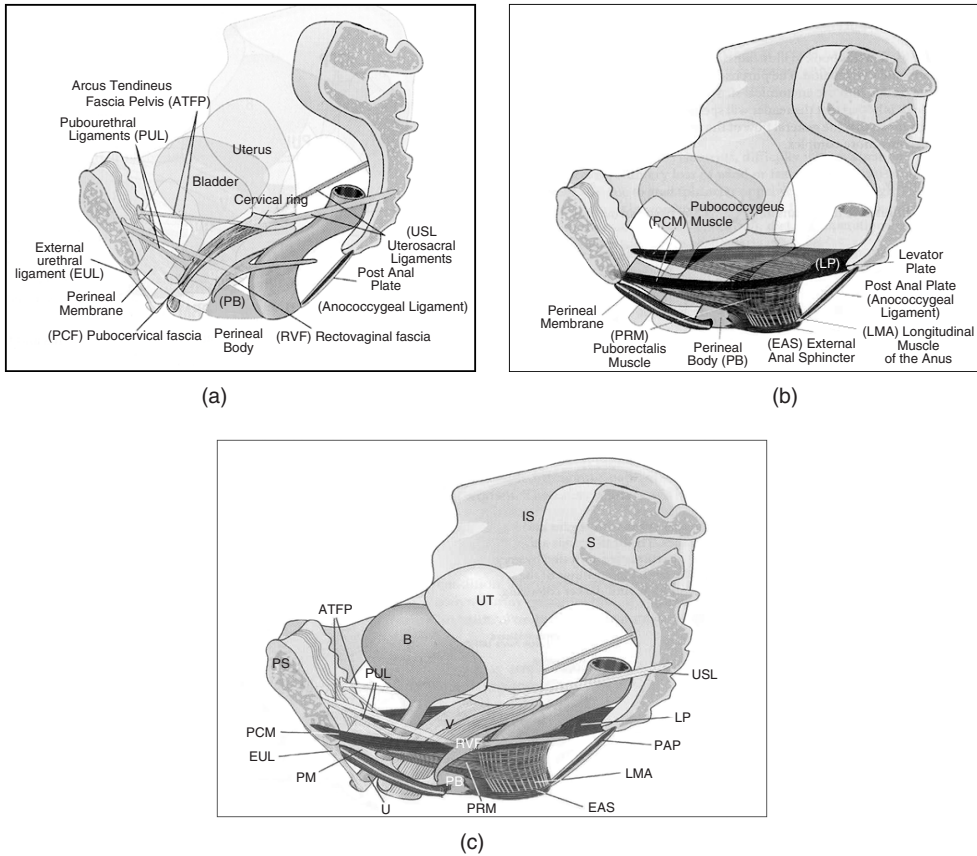 Arcus Tendineus
Fascia Pelvis (ATFP)
Pubourethral
Ligaments (PUL)
Uterus
Bladder
Cervical ring
External
urethral
ligament (EUL)
(USL
Uterosacral
Ligaments
Perineal
Membrane
(PB)
Post Anal
Plate
(Anococcygeal Ligament)
(PCF) Pubocervical fascia
Perineal
Body
(RVF) Rectovaginal fascia
(a)
Pubococcygeus
(PCM) Muscle
(LP)
Levator
Plate
Post Anal Plate
(Anococcygeal
Ligament)
Perineal
Membrane
(PRM)
Puborectalis
Muscle
Perineal
Body (PB)
(EAS) External
Anal Sphincter
(LMA) Longitudinal
Muscle
of the Anus
(b)
IS
S
UT
ATFP
B
PS
PUL
USL
V
LP
PCM
RVF
PAP
EUL
PM
PB
LMA
U
PRM
EAS
(c)